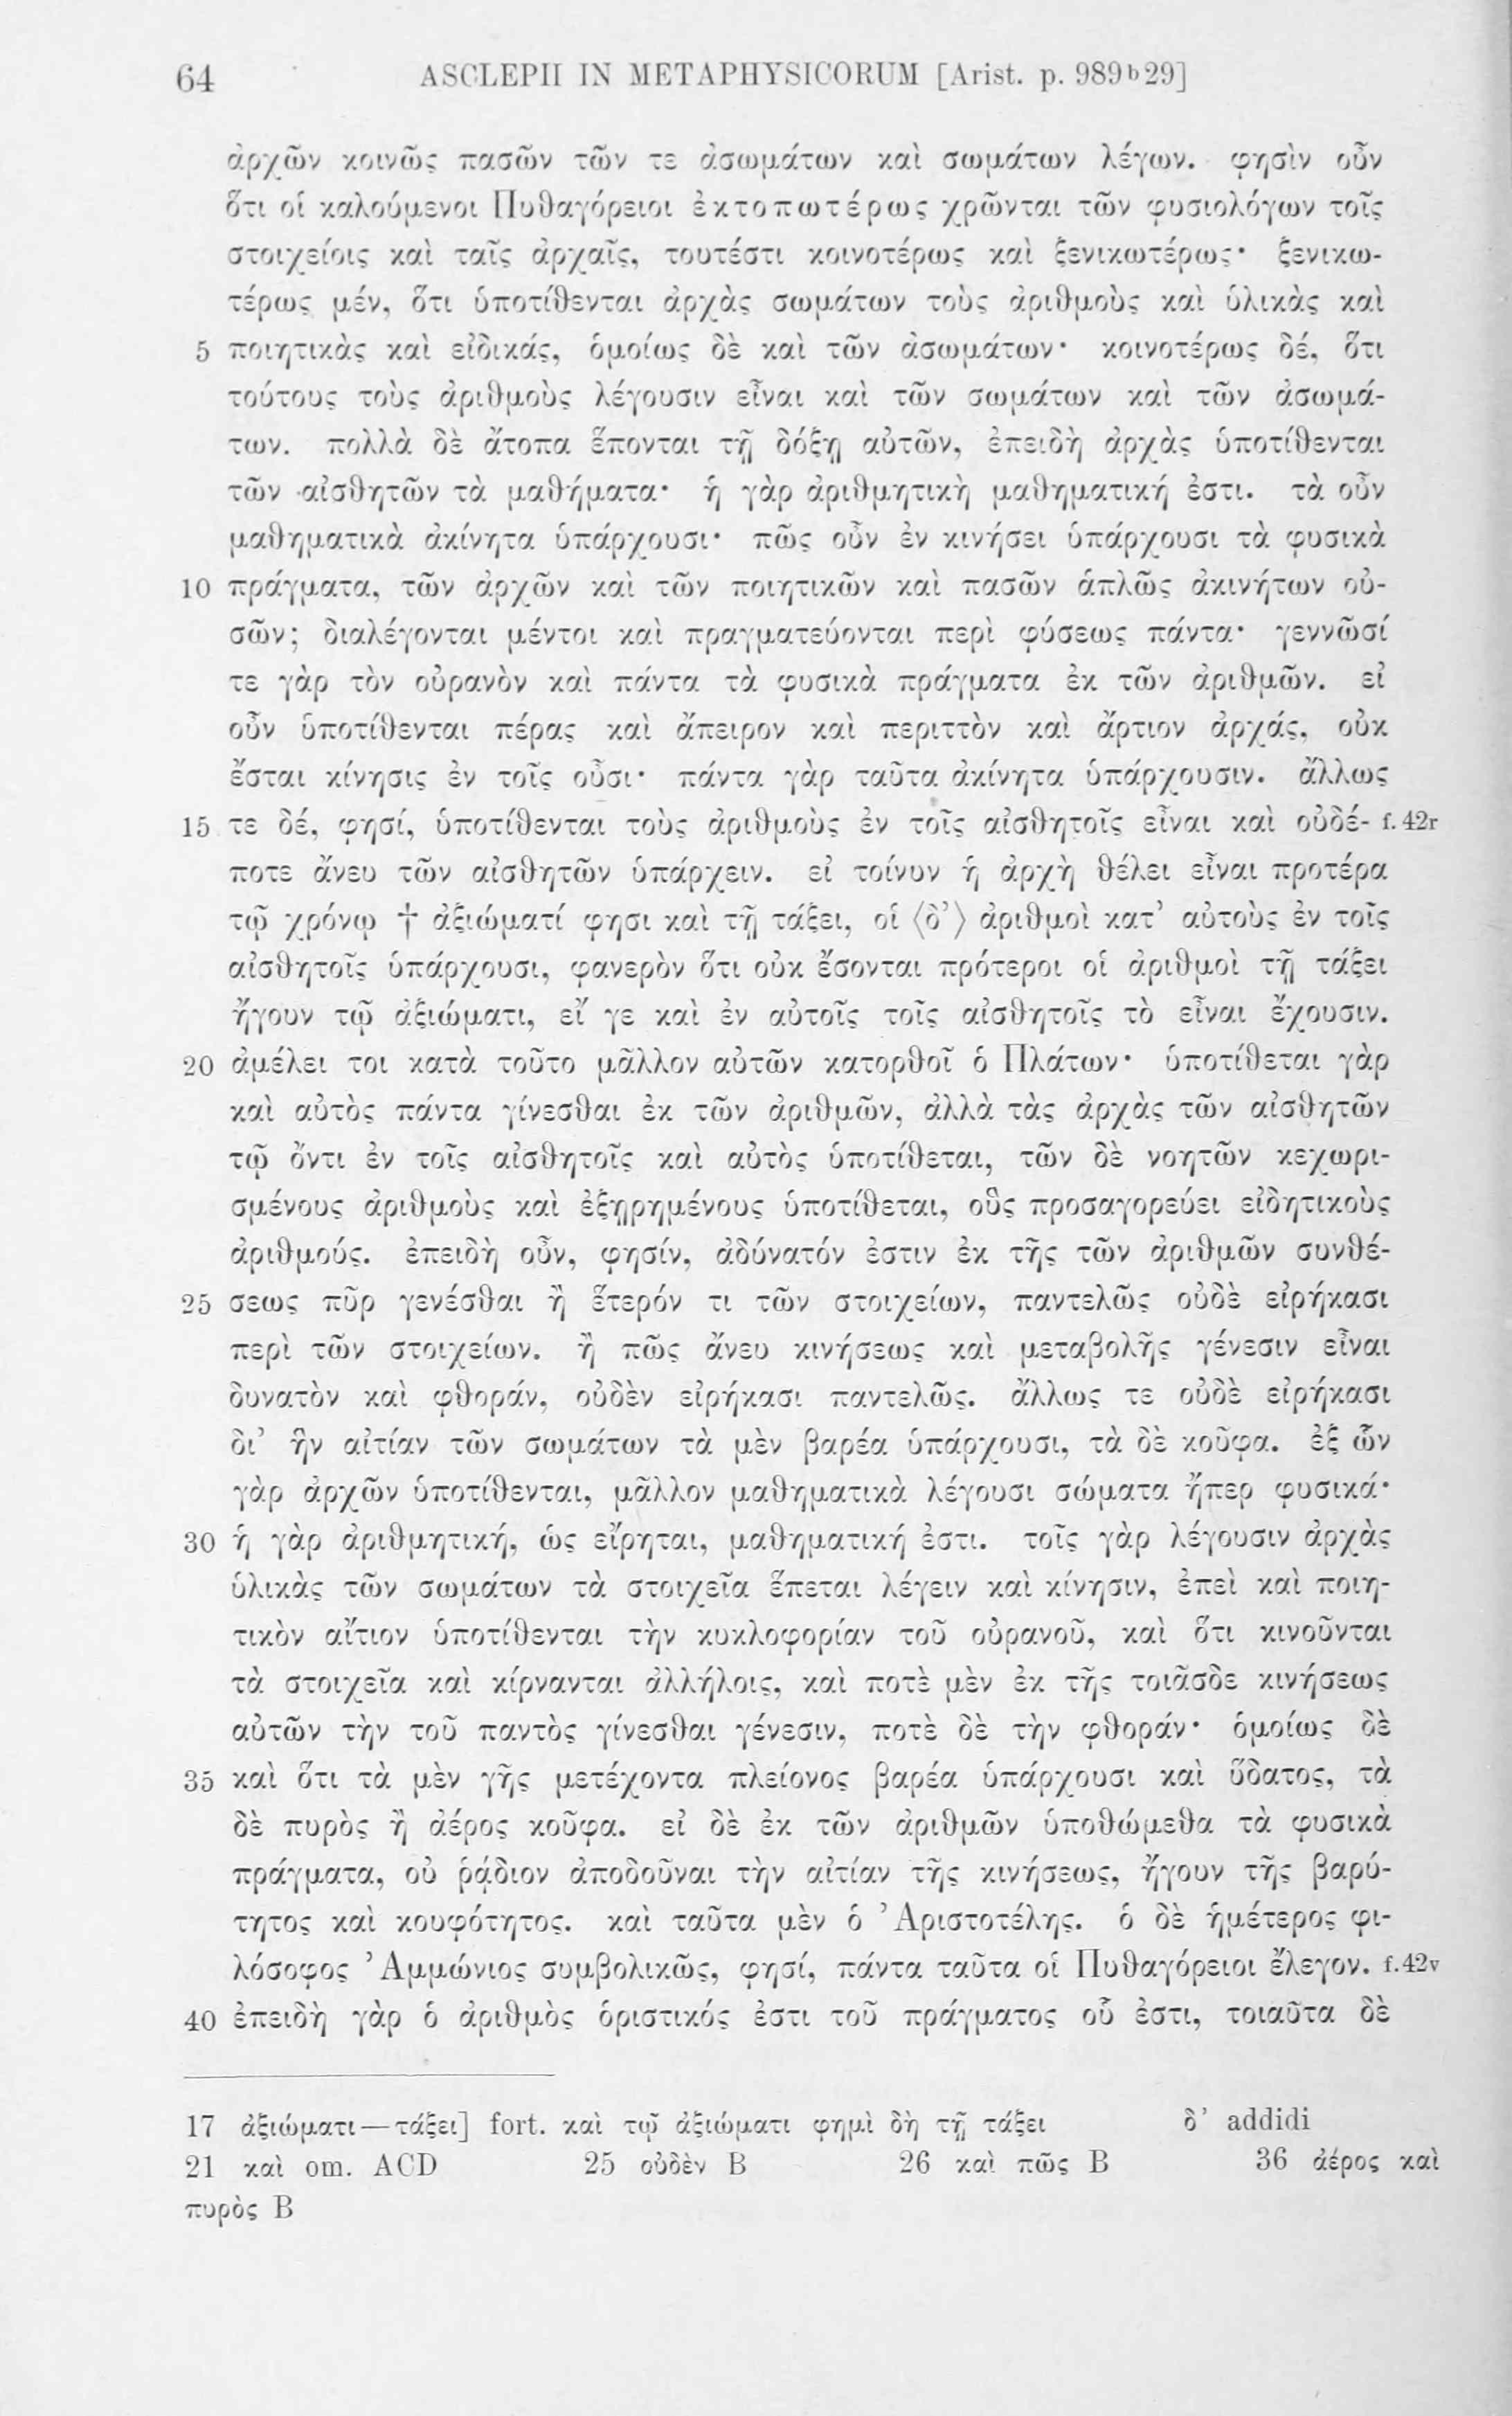 64 ASCLEPII IN METAPHYSICORUM [Arist. p. 989b29]
ἀρχῶν κοινῶς πασῶν τῶν τε ἀσωμάτων καὶ σωμάτων λέγων. φησὶν οὖν
ὅτι οἱ καλούμενοι Πυθαγόρειοι ἐκτοπωτέρως χρῶνται τῶν φυσιολόγων τοῖς
στοιχείοις καὶ ταῖς ἀρχαῖς, τουτέστι κοινοτέρως καὶ ξενικωτέρως· ξενικω-
τέρως μέν, ὅτι ὑποτίθενται ἀρχὰς σωμάτων τοὺς ἀριθμοὺς καὶ ὑλικὰς καὶ
5 ποιητικὰς καὶ εἰδικάς, ὁμοίως δὲ καὶ τῶν ἀσωμάτων· κοινοτέρως δέ, ὅτι
τούτους τοὺς ἀριθμοὺς λέγουσιν εἶναι καὶ τῶν σωμάτων καὶ τῶν ἀσωμά-
των. πολλὰ δὲ ἄτοπα ἕπονται τῇ δόξῃ αὐτῶν, ἐπειδὴ ἀρχὰς ὑποτίθενται
τῶν αἰσθητῶν τὰ μαθήματα· ἡ γὰρ ἀριθμητικὴ μαθηματική ἐστι. τὰ οὖν
μαθηματικὰ ἀκίνητα ὑπάρχουσι· πῶς οὖν ἐν κινήσει ὑπάρχουσι τὰ φυσικὰ
10 πράγματα, τῶν ἀρχῶν καὶ τῶν ποιητικῶν καὶ πασῶν ἁπλῶς ἀκινήτων οὐ-
σῶν; διαλέγονται μέντοι καὶ πραγματεύονται περὶ φύσεως πάντα· γεννῶσί
τε γὰρ τὸν οὐρανὸν καὶ πάντα τὰ φυσικὰ πράγματα ἐκ τῶν ἀριθμῶν. εἰ
οὖν ὑποτίθενται πέρας καὶ ἄπειρον καὶ περιττὸν καὶ ἄρτιον ἀρχάς, οὐκ
ἔσται κίνησις ἐν τοῖς οὖσι· πάντα γὰρ ταῦτα ἀκίνητα ὑπάρχουσιν. ἄλλως
15 τε δέ, φησί, ὑποτίθενται τοὺς ἀριθμοὺς ἐν τοῖς αἰσθητοῖς εἶναι καὶ οὐδέ- f. 42r
ποτε ἄνευ τῶν αἰσθητῶν ὑπάρχειν. εἰ τοίνυν ἡ ἀρχὴ θέλει εἶναι προτέρα
τῷ χρόνῳ † ἀξιώματί φησι καὶ τῇ τάξει, οἱ ⟨δ’⟩ ἀριθμοὶ κατ’ αὐτοὺς ἐν τοῖς
αἰσθητοῖς ὑπάρχουσι, φανερὸν ὅτι οὐκ ἔσονται πρότεροι οἱ ἀριθμοὶ τῇ τάξει
ἤγουν τῷ ἀξιώματι, εἴ γε καὶ ἐν αὐτοῖς τοῖς αἰσθητοῖς τὸ εἶναι ἔχουσιν.
20 ἀμέλει τοι κατὰ τοῦτο μᾶλλον αὐτῶν κατορθοῖ ὁ Πλάτων· ὑποτίθεται γὰρ
καὶ αὐτὸς πάντα γίνεσθαι ἐκ τῶν ἀριθμῶν, ἀλλὰ τὰς ἀρχὰς τῶν αἰσθητῶν
τῷ ὄντι ἐν τοῖς αἰσθητοῖς καὶ αὐτὸς ὑποτίθεται, τῶν δὲ νοητῶν κεχωρι-
σμένους ἀριθμοὺς καὶ ἐξῃρημένους ὑποτίθεται, οὓς προσαγορεύει εἰδητικοὺς
ἀριθμούς. ἐπειδὴ οὖν, φησίν, ἀδύνατόν ἐστιν ἐκ τῆς τῶν ἀριθμῶν συνθέ-
25 σεως πῦρ γενέσθαι ἢ ἕτερόν τι τῶν στοιχείων, παντελῶς οὐδὲ εἰρήκασι
περὶ τῶν στοιχείων. ἢ πῶς ἄνευ κινήσεως καὶ μεταβολῆς γένεσιν εἶναι
δυνατὸν καὶ φθοράν, οὐδὲν εἰρήκασι παντελῶς. ἄλλως τε οὐδὲ εἰρήκασι
δι’ ἣν αἰτίαν τῶν σωμάτων τὰ μὲν βαρέα ὑπάρχουσι, τὰ δὲ κοῦφα. ἐξ ὧν
γὰρ ἀρχῶν ὑποτίθενται, μᾶλλον μαθηματικὰ λέγουσι σώματα ἤπερ φυσικά·
30 ἡ γὰρ ἀριθμητική, ὡς εἴρηται, μαθηματική ἐστι. τοῖς γὰρ λέγουσιν ἀρχὰς
ὑλικὰς τῶν σωμάτων τὰ στοιχεῖα ἕπεται λέγειν καὶ κίνησιν, ἐπεὶ καὶ ποιη-
τικὸν αἴτιον ὑποτίθενται τὴν κυκλοφορίαν τοῦ οὐρανοῦ, καὶ ὅτι κινοῦνται
τὰ στοιχεῖα καὶ κίρνανται ἀλλήλοις, καὶ ποτὲ μὲν ἐκ τῆς τοιᾶσδε κινήσεως
αὐτῶν τὴν τοῦ παντὸς γίνεσθαι γένεσιν, ποτὲ δὲ τὴν φθοράν· ὁμοίως δὲ
35 καὶ ὅτι τὰ μὲν γῆς μετέχοντα πλείονος βαρέα ὑπάρχουσι καὶ ὕδατος, τὰ
δὲ πυρὸς ἢ ἀέρος κοῦφα. εἰ δὲ ἐκ τῶν ἀριθμῶν ὑποθώμεθα τὰ φυσικὰ
πράγματα, οὐ ῥᾴδιον ἀποδοῦναι τὴν αἰτίαν τῆς κινήσεως, ἤγουν τῆς βαρύ-
τητος καὶ κουφότητος. καὶ ταῦτα μὲν ὁ Ἀριστοτέλης. ὁ δὲ ἡμέτερος φι-
λόσοφος Ἀμμώνιος συμβολικῶς, φησί, πάντα ταῦτα οἱ Πυθαγόρειοι ἔλεγον. f. 42v
40 ἐπειδὴ γὰρ ὁ ἀριθμὸς ὁριστικός ἐστι τοῦ πράγματος οὗ ἐστι, τοιαῦτα δὲ
17 ἀξιώματι—τάξει] fort. καὶ τῷ ἀξιώματι φημὶ δὴ τῇ τάξει δ’ addidi
21 καὶ om. ACD 25 οὐδὲν B 26 καὶ πῶς B 36 ἀέρος καὶ
πυρὸς B